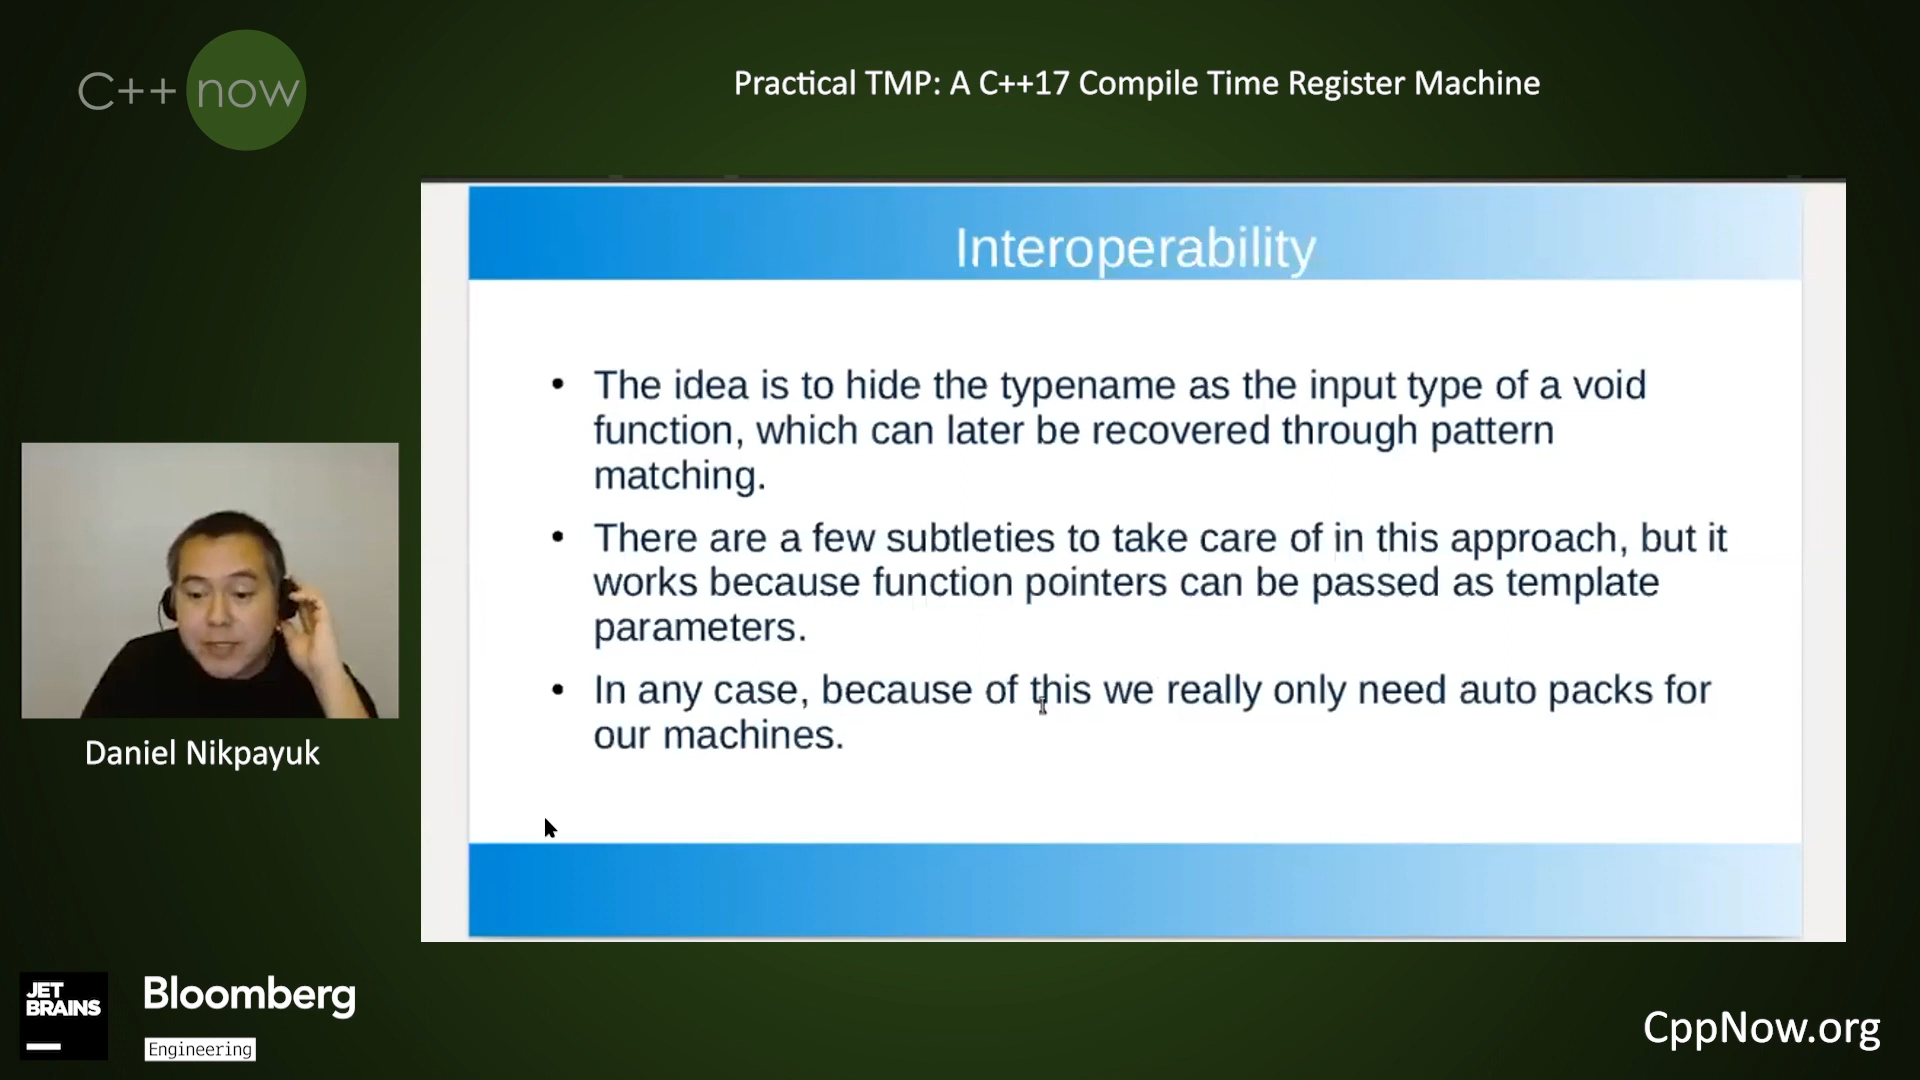 C++ now
Practical TMP: A C++17 Compile Time Register Machine
Interoperability
• The idea is to hide the typename as the input type of a void
function, which can later be recovered through pattern
matching.
• There are a few subtleties to take care of in this approach, but it
works because function pointers can be passed as template
parameters.
• In any case, because of this we really only need auto packs for
our machines.
Daniel Nikpayuk
JET
BRAINS
Bloomberg
Engineering
CppNow.org